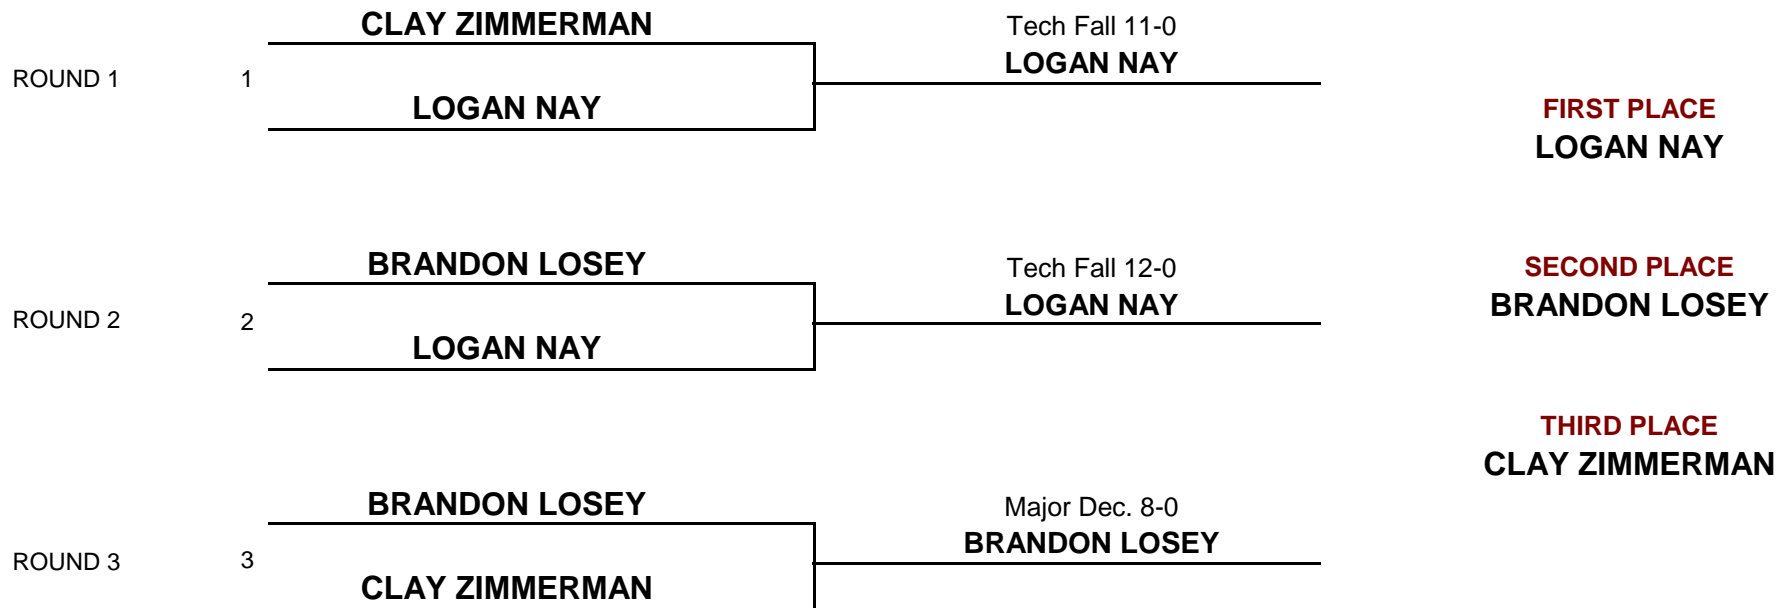 CLAY ZIMMERMAN
Tech Fall 11-0
LOGAN NAY
ROUND 1
1
LOGAN NAY
FIRST PLACE
LOGAN NAY
BRANDON LOSEY
Tech Fall 12-0
LOGAN NAY
SECOND PLACE
BRANDON LOSEY
ROUND 2
2
LOGAN NAY
THIRD PLACE
CLAY ZIMMERMAN
BRANDON LOSEY
Major Dec. 8-0
BRANDON LOSEY
ROUND 3
3
CLAY ZIMMERMAN